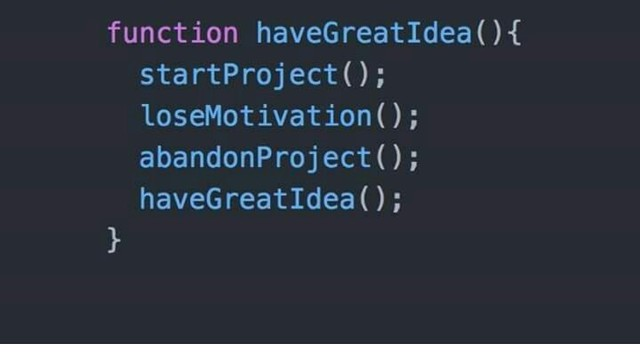 function haveGreatIdea(){
startProject();
loseMotivation();
abandonProject();
haveGreatIdea();
}